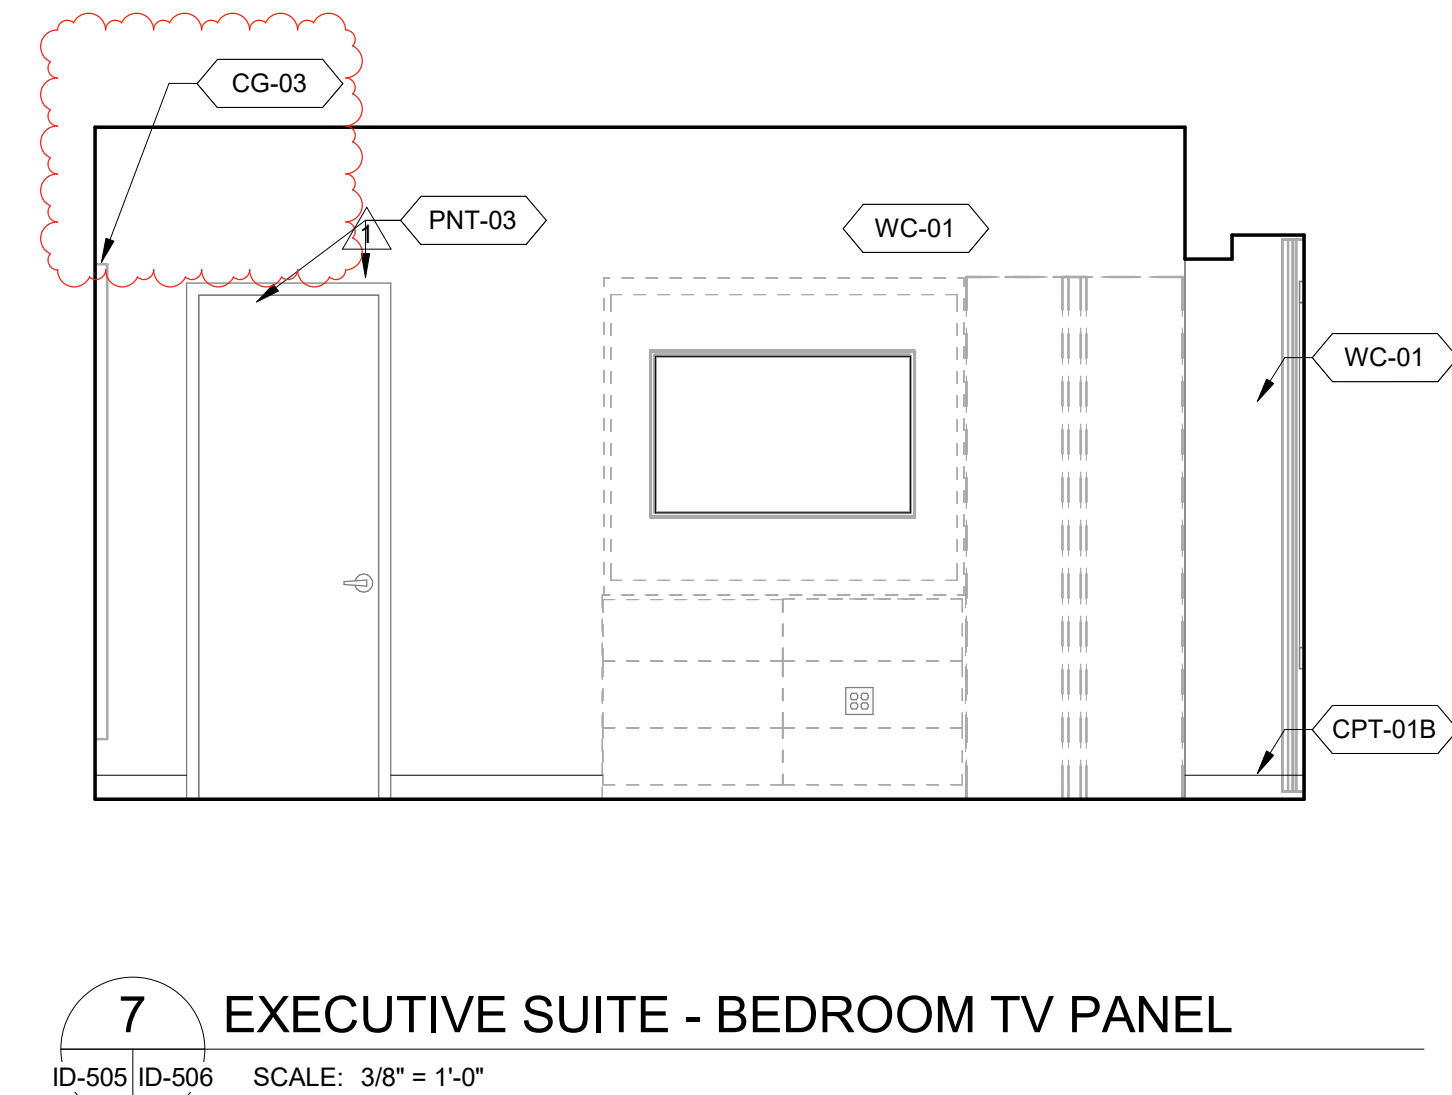 CG-03
PNT-03
1
WC-01
WC-01
CPT-01B
7
EXECUTIVE SUITE - BEDROOM TV PANEL
ID-505 ID-506
SCALE: 3/8" = 1'-0"